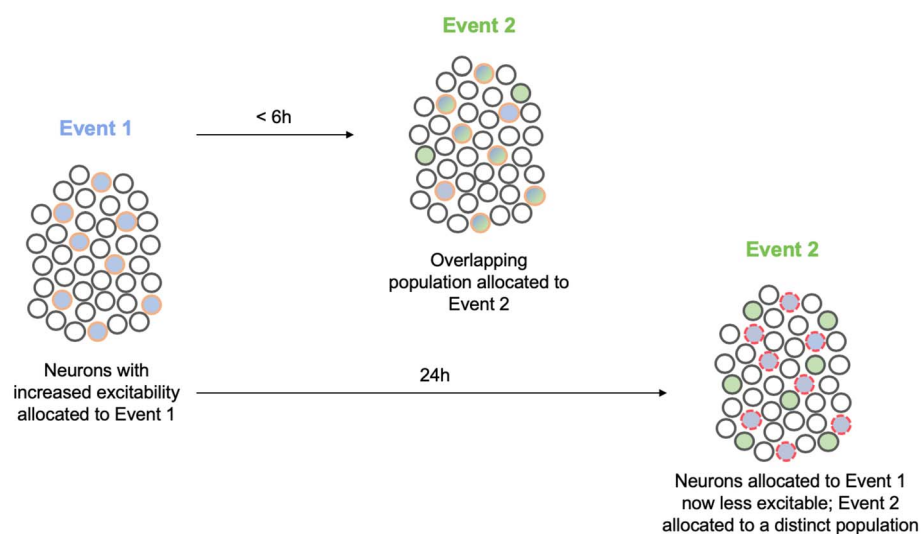 Event 2
< 6h
Event 1
Overlapping
population allocated to
Event 2
Event 2
Neurons with
increased excitability
allocated to Event 1
24h
Neurons allocated to Event 1
now less excitable; Event 2
allocated to a distinct population